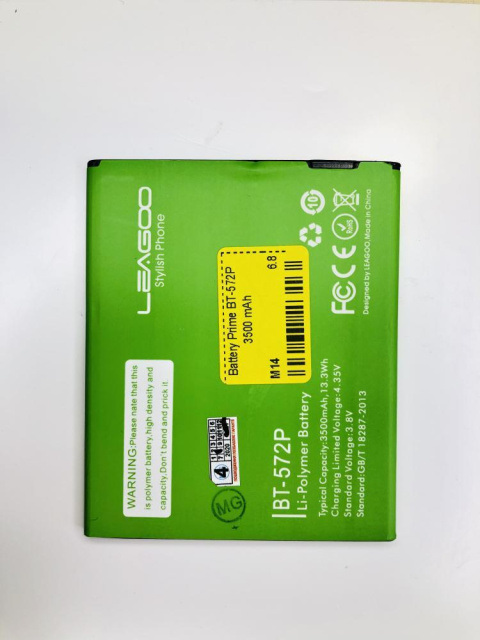 LEAGOO
Stylish Phone
WARNING:Please note that this
is polymer battery,high density and
capacity.Don't bend and prick it.
Battery Prime BT-572P
3500 mAh
M14
6.8
MG
4
10
FCC CE
RoHS
Designed by LEAGOO,Made in China
BT-572P
Li-Polymer Battery
Typical Capacity:3500mAh,13.3Wh
Charging Limited Voltage:4.35V
Standard Voltage:3.8V
Standard:GB/T 18287-2013